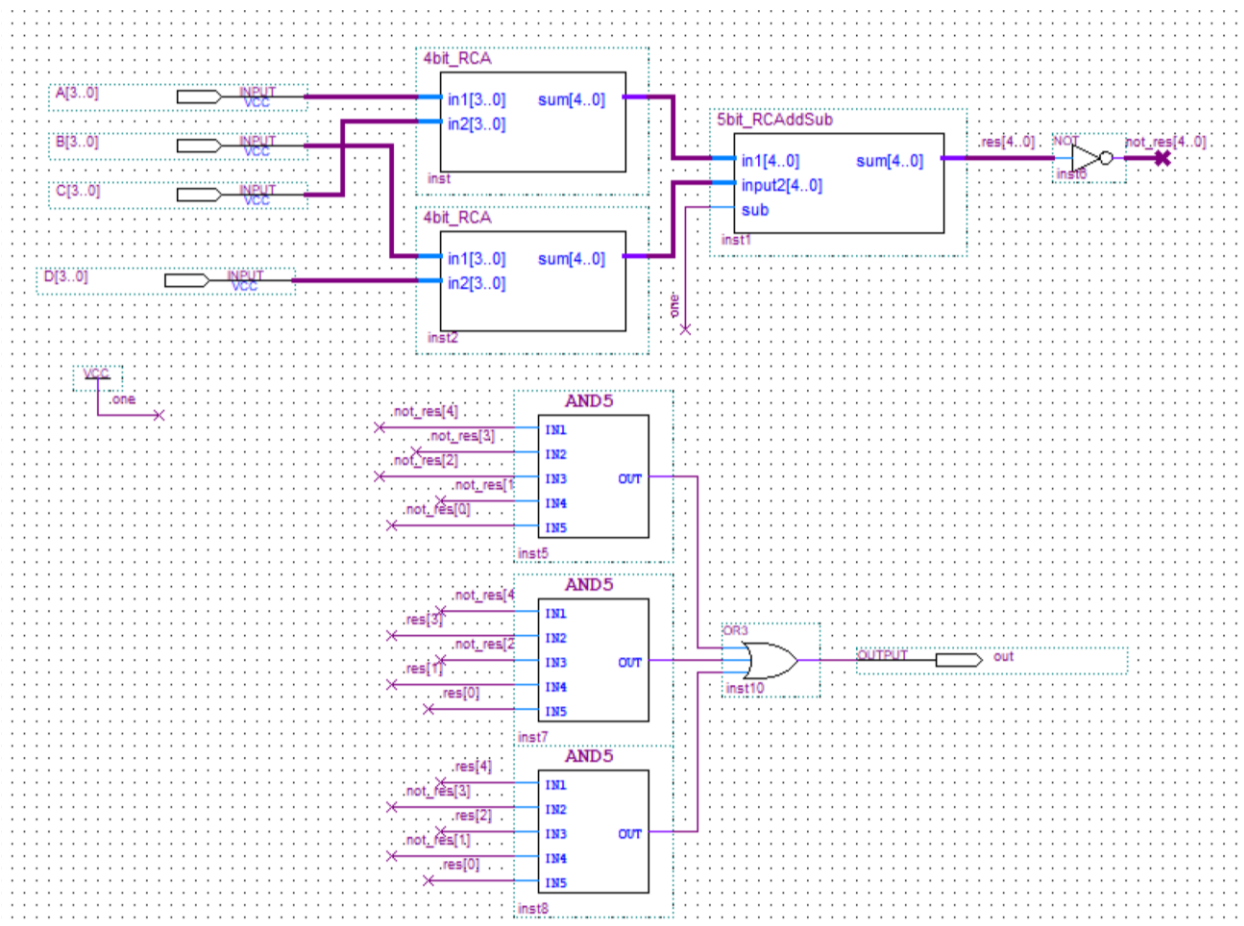 4bit_RCA
A[3..0] INPUT VCC in1[3..0] sum[4..0]
in2[3..0]
B[3..0] INPUT VCC
C[3..0] INPUT VCC
inst
5bit_RCAddSub
in1[4..0] sum[4..0] .res[4..0] NOT not_res[4..0]
inst6
input2[4..0]
sub
inst1
4bit_RCA
in1[3..0] sum[4..0]
D[3..0] INPUT VCC in2[3..0]
one
inst2
VCC
.one
AND5
.not_res[4] IN1
.not_res[3] IN2
.not_res[2] IN3 OUT
.not_res[1 IN4
.not_res[0] IN5
inst5
AND5
.not_res[4 IN1
.res[3] IN2
.not_res[2 IN3 OUT
.res[1] IN4
.res[0] IN5
inst7
OR3
inst10
OUTPUT out
AND5
.res[4] IN1
.not_res[3] IN2
.res[2] IN3 OUT
.not_res[1] IN4
.res[0] IN5
inst8